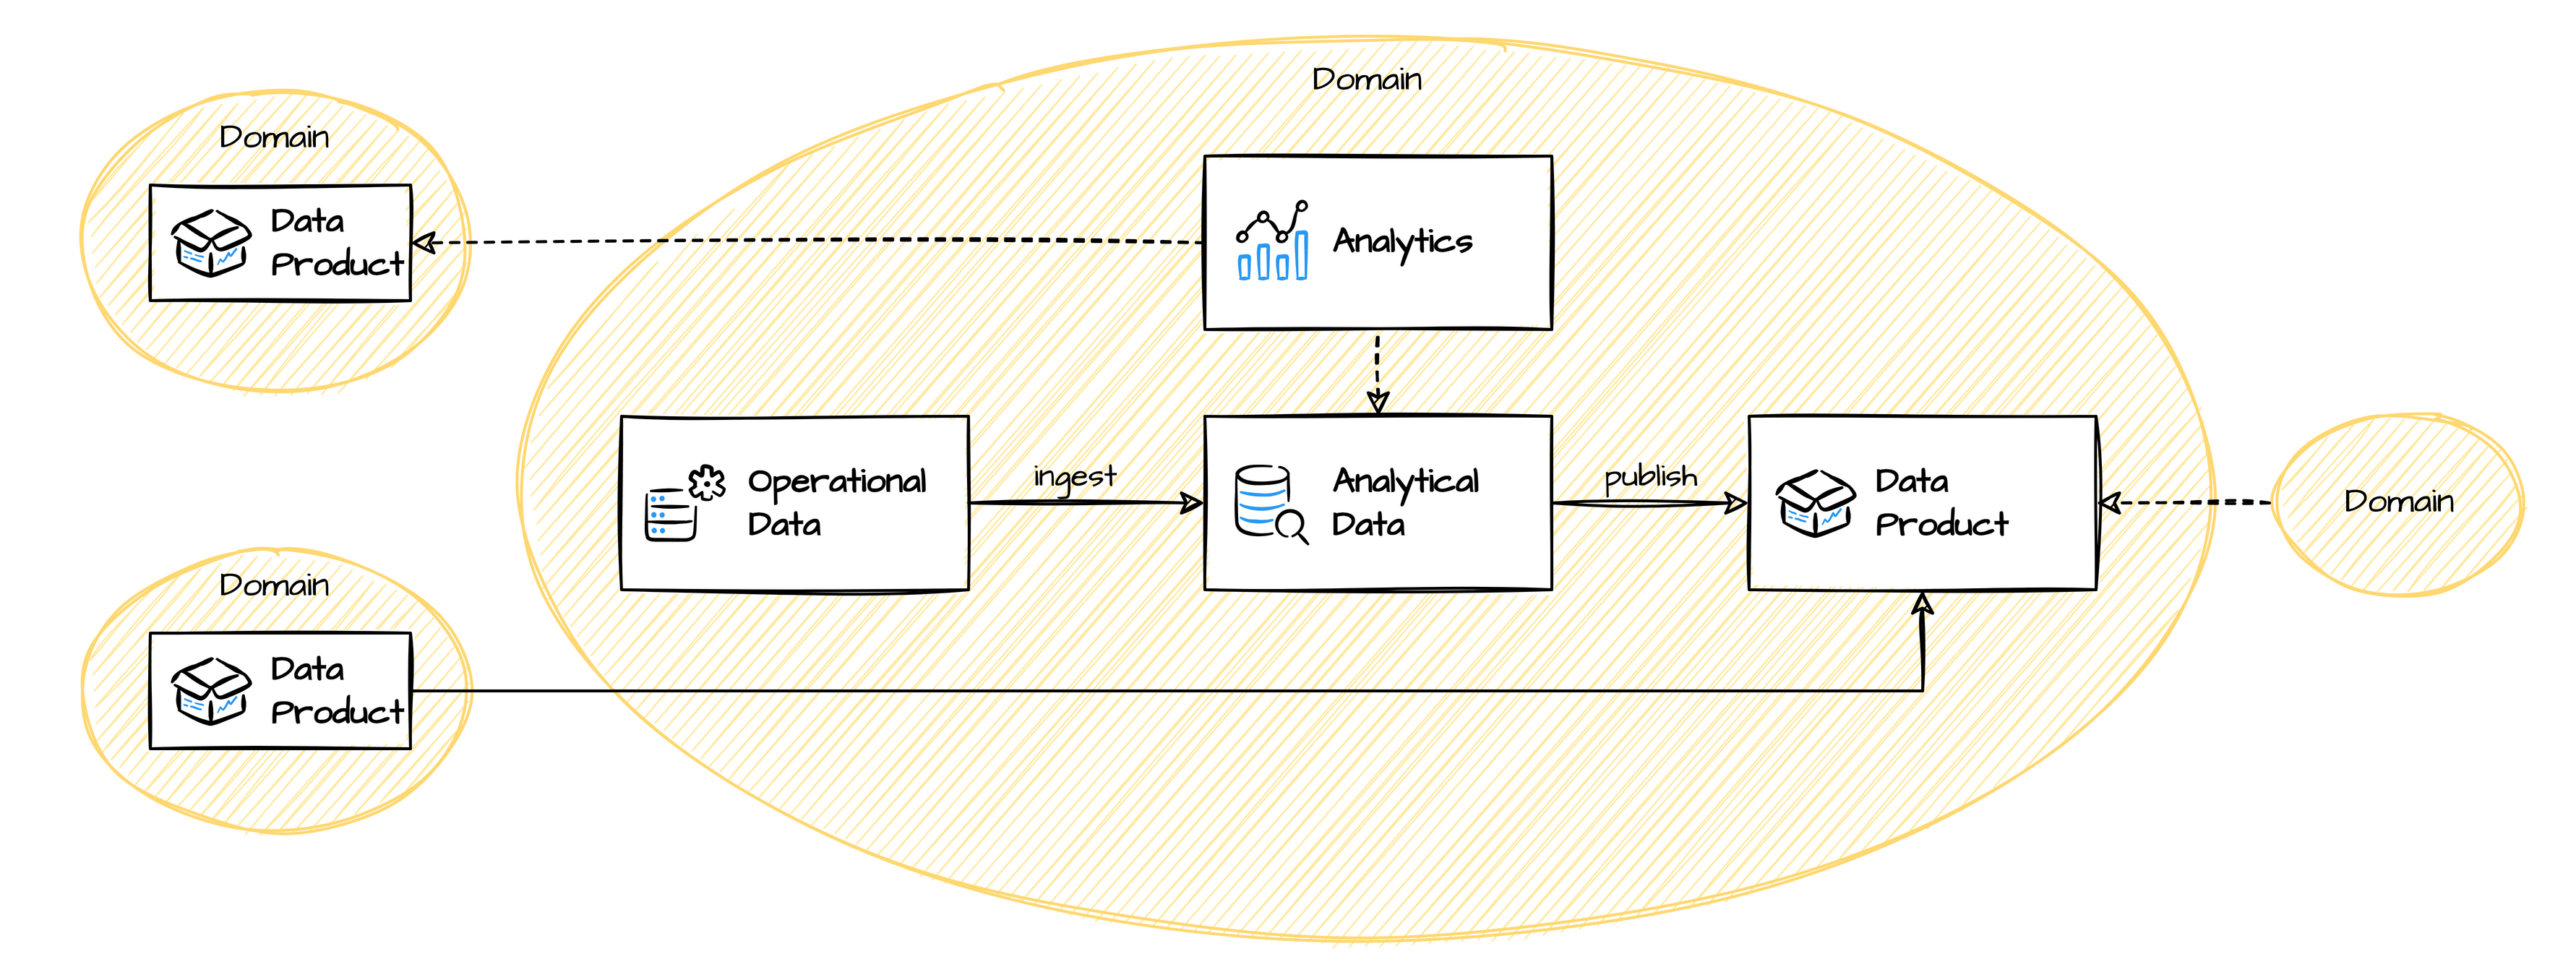 Domain
Data
Product
Domain
Analytics
Operational
Data
ingest
Analytical
Data
publish
Data
Product
Domain
Domain
Data
Product